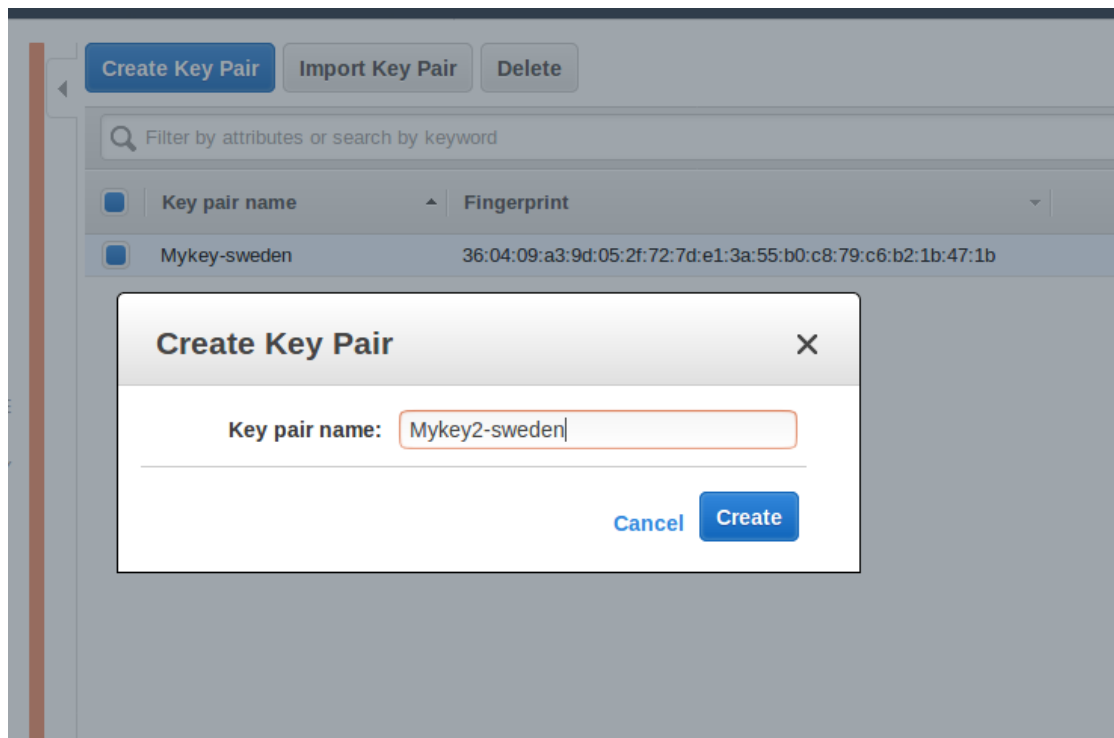 Create Key Pair Import Key Pair Delete
Filter by attributes or search by keyword
Key pair name Fingerprint
Mykey-sweden 36:04:09:a3:9d:05:2f:72:7d:e1:3a:55:b0:c8:79:c6:b2:1b:47:1b
Create Key Pair
Key pair name: Mykey2-sweden
Cancel Create